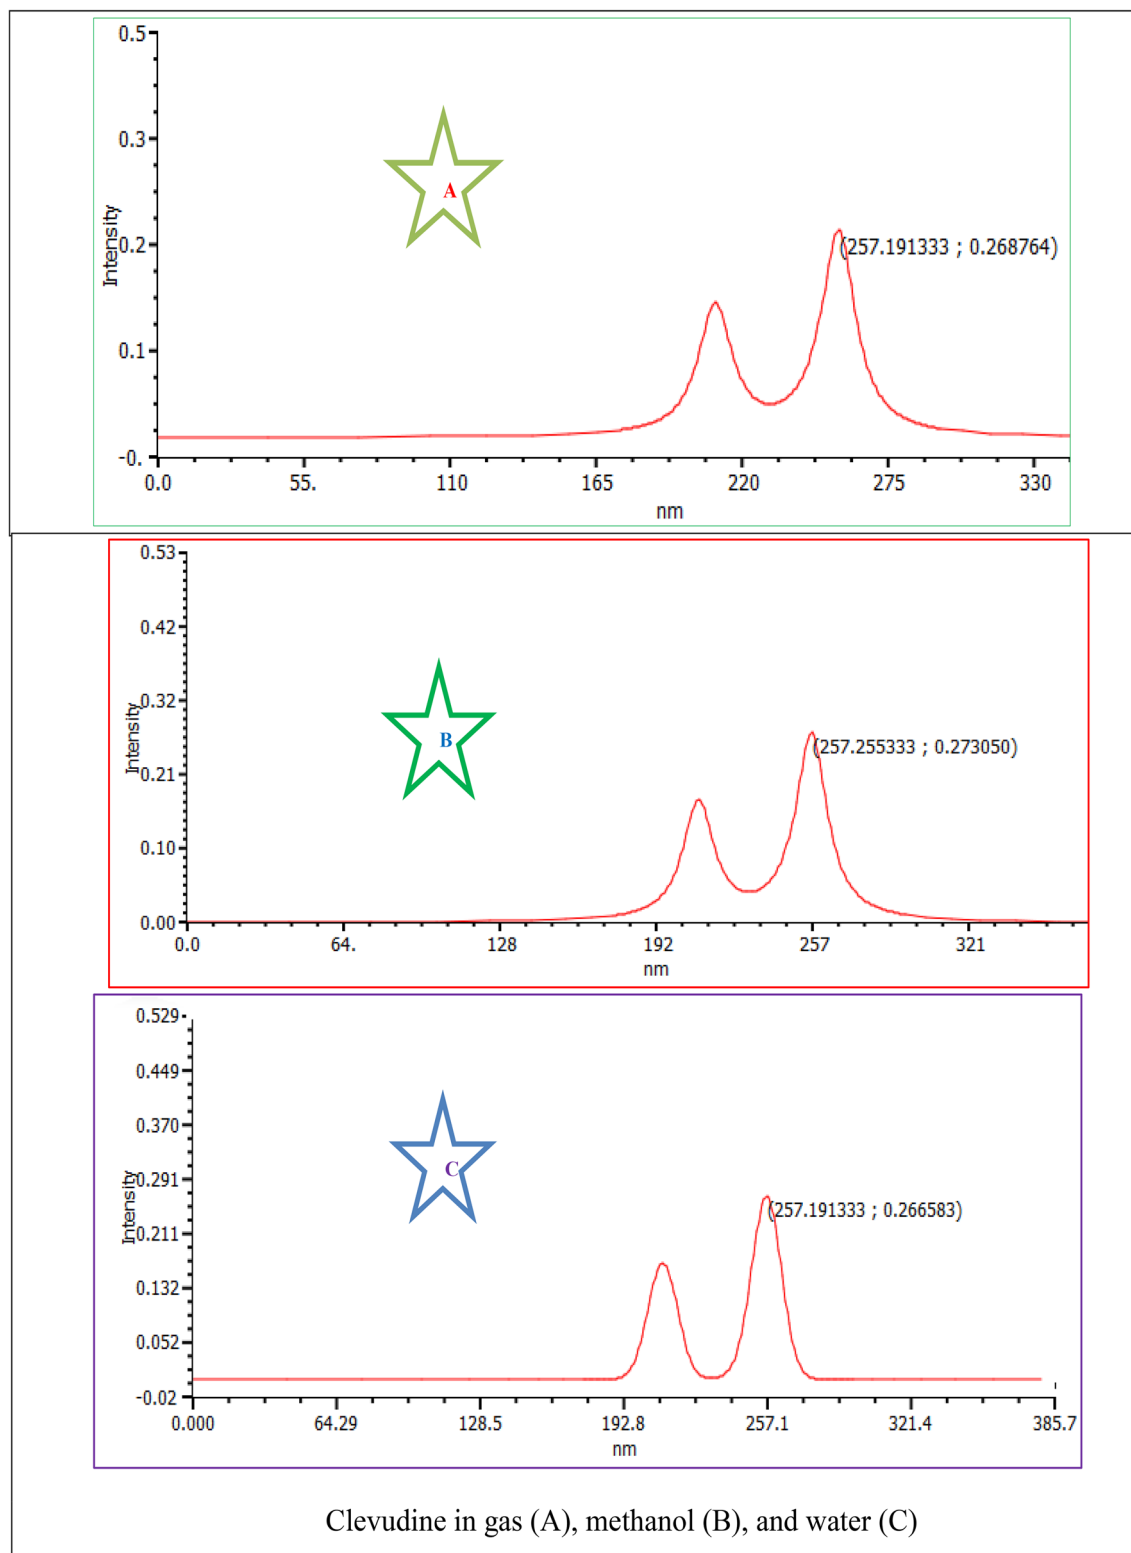 0.5
0.3
A
0.2
(257.191333 ; 0.268764)
Intensity
0.1
-0.
0.0 55. 110 165 220 275 330
nm
0.53
0.42
0.32
B
(257.255333 ; 0.273050)
Intensity
0.21
0.10
0.00
0.0 64. 128 192 257 321
nm
0.529
0.449
0.370
C
0.291
Intensity
(257.191333 ; 0.266583)
0.211
0.132
0.052
-0.02
0.000 64.29 128.5 192.8 257.1 321.4 385.7
nm
Clevudine in gas (A), methanol (B), and water (C)